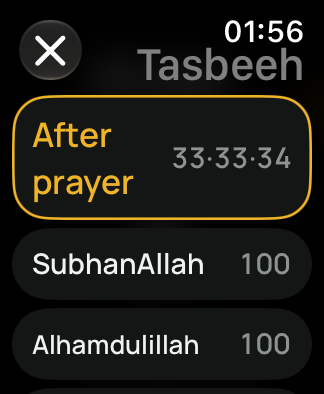 01:56
Tasbeeh
After
prayer
33·33·34
SubhanAllah 100
Alhamdulillah 100